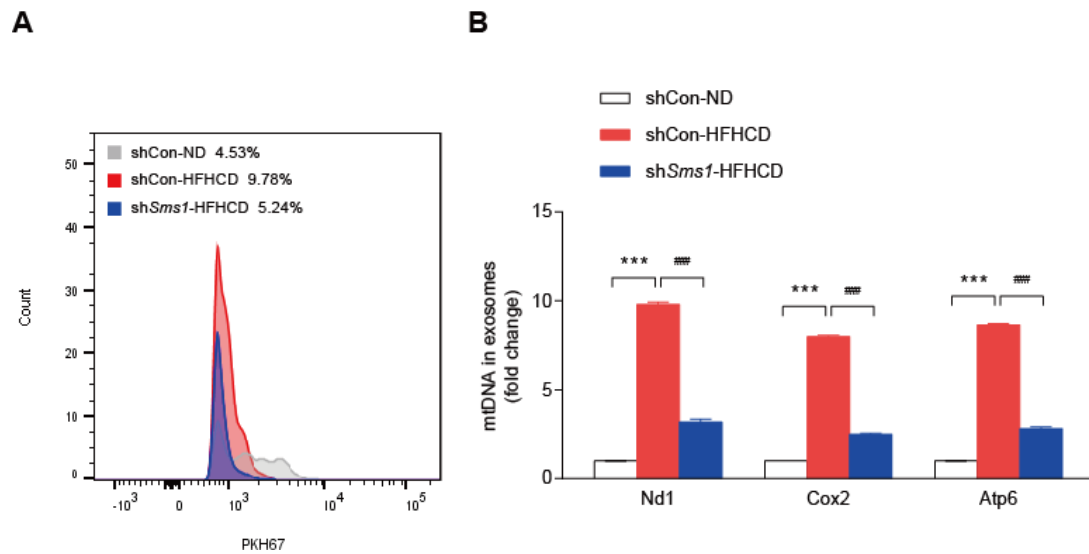 A
B
shCon-ND
shCon-HFHCD
shSms1-HFHCD
shCon-ND 4.53%
shCon-HFHCD 9.78%
shSms1-HFHCD 5.24%
50
40
30
20
10
0
Count
-10³
0
10³
10⁴
10⁵
PKH67
15
10
5
0
mtDNA in exosomes
(fold change)
*** ###
*** ###
*** ###
Nd1
Cox2
Atp6